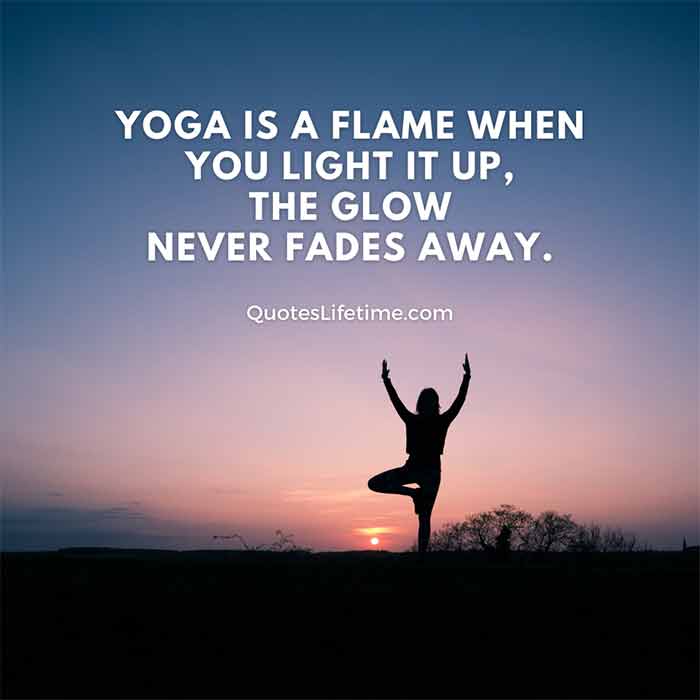 YOGA IS A FLAME WHEN
YOU LIGHT IT UP,
THE GLOW
NEVER FADES AWAY.
QuotesLifetime.com